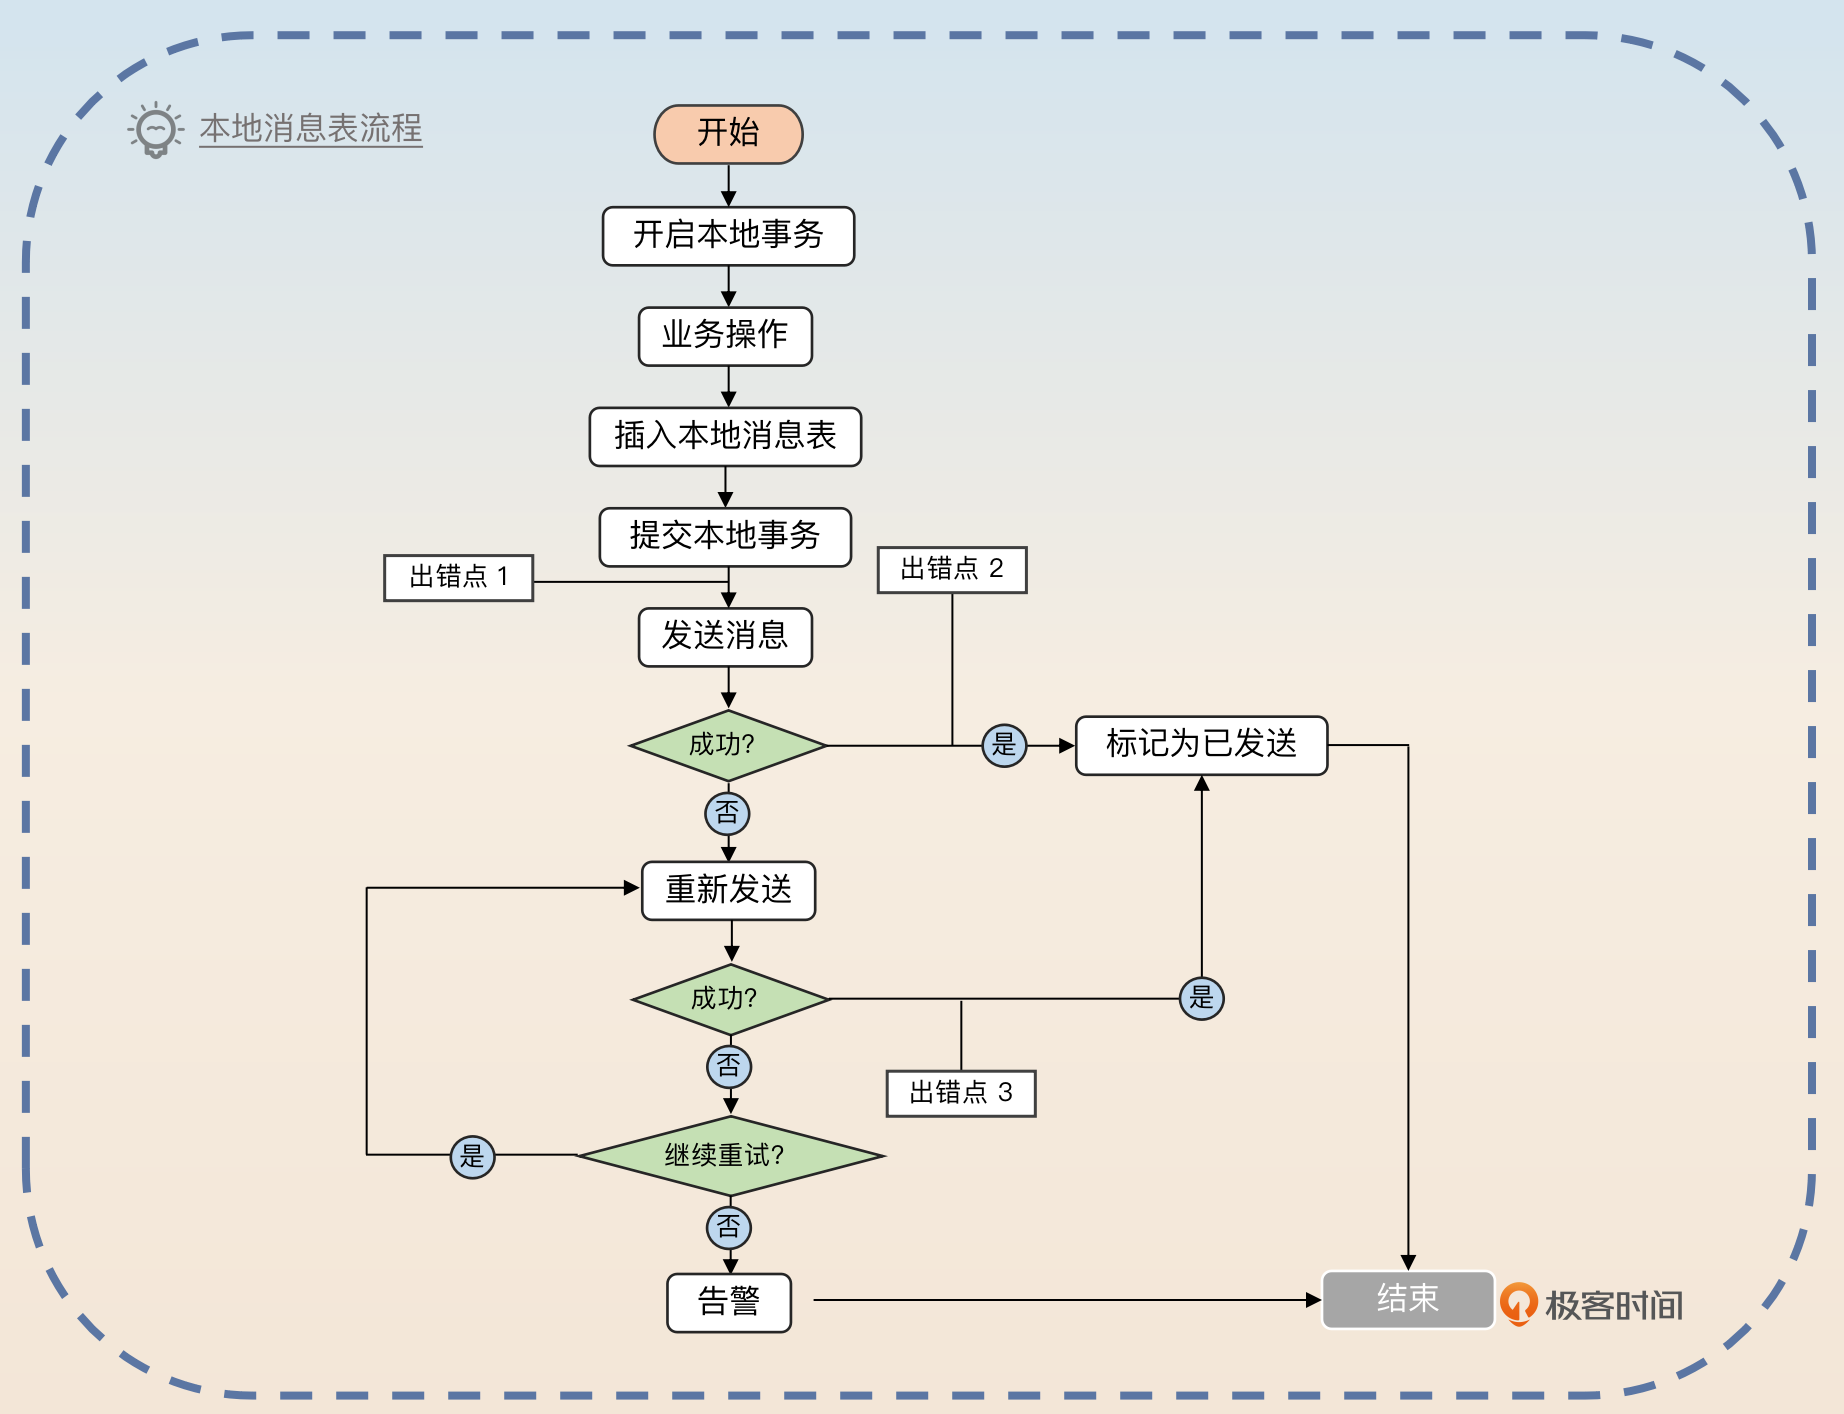 本地消息表流程
开始
开启本地事务
业务操作
插入本地消息表
提交本地事务
出错点 1
出错点 2
发送消息
成功?
是
标记为已发送
否
重新发送
成功?
是
否
出错点 3
继续重试?
是
否
告警
结束
极客时间